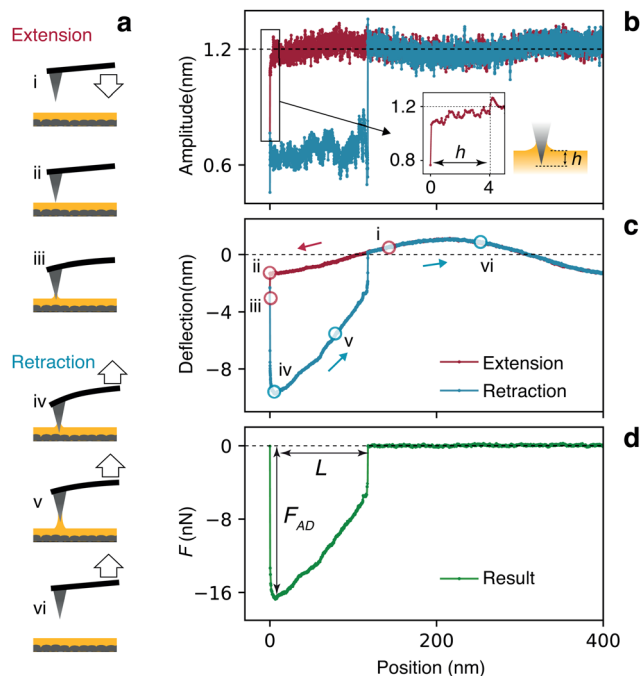 Extension
a
i
ii
iii
Retraction
iv
v
vi
b
Amplitude(nm)
1.2
0.6
1.2
0.8
h
0
4
h
c
Deflection(nm)
0
−4
−8
ii
iii
i
vi
iv
v
Extension
Retraction
d
F (nN)
0
−8
−16
L
F_AD
Result
0
200
400
Position (nm)